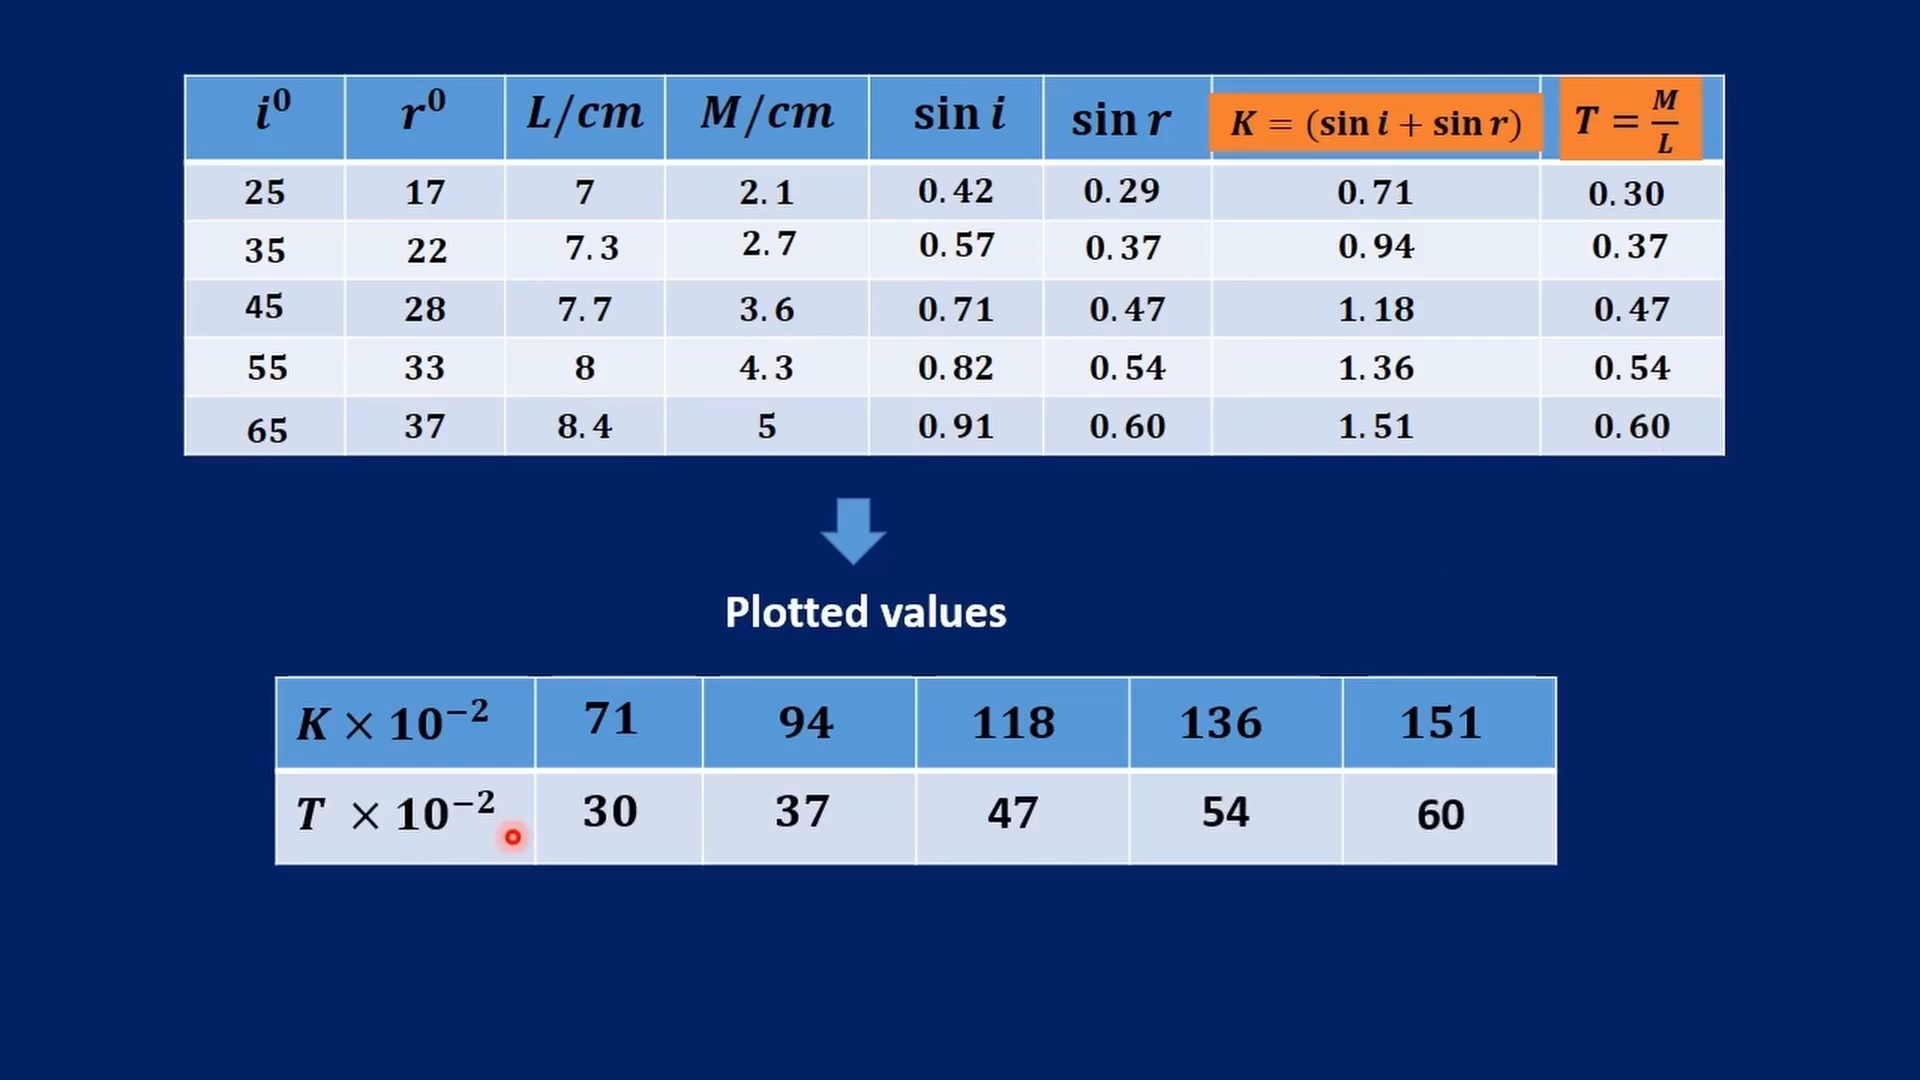 i⁰ r⁰ L/cm M/cm sin i sin r K = (sin i + sin r) T = M/L
25 17 7 2.1 0.42 0.29 0.71 0.30
35 22 7.3 2.7 0.57 0.37 0.94 0.37
45 28 7.7 3.6 0.71 0.47 1.18 0.47
55 33 8 4.3 0.82 0.54 1.36 0.54
65 37 8.4 5 0.91 0.60 1.51 0.60
Plotted values
K × 10⁻² 71 94 118 136 151
T × 10⁻² 30 37 47 54 60